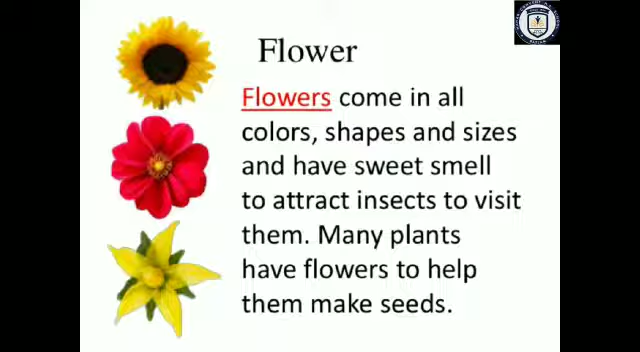 Flower
Flowers come in all
colors, shapes and sizes
and have sweet smell
to attract insects to visit
them. Many plants
have flowers to help
them make seeds.